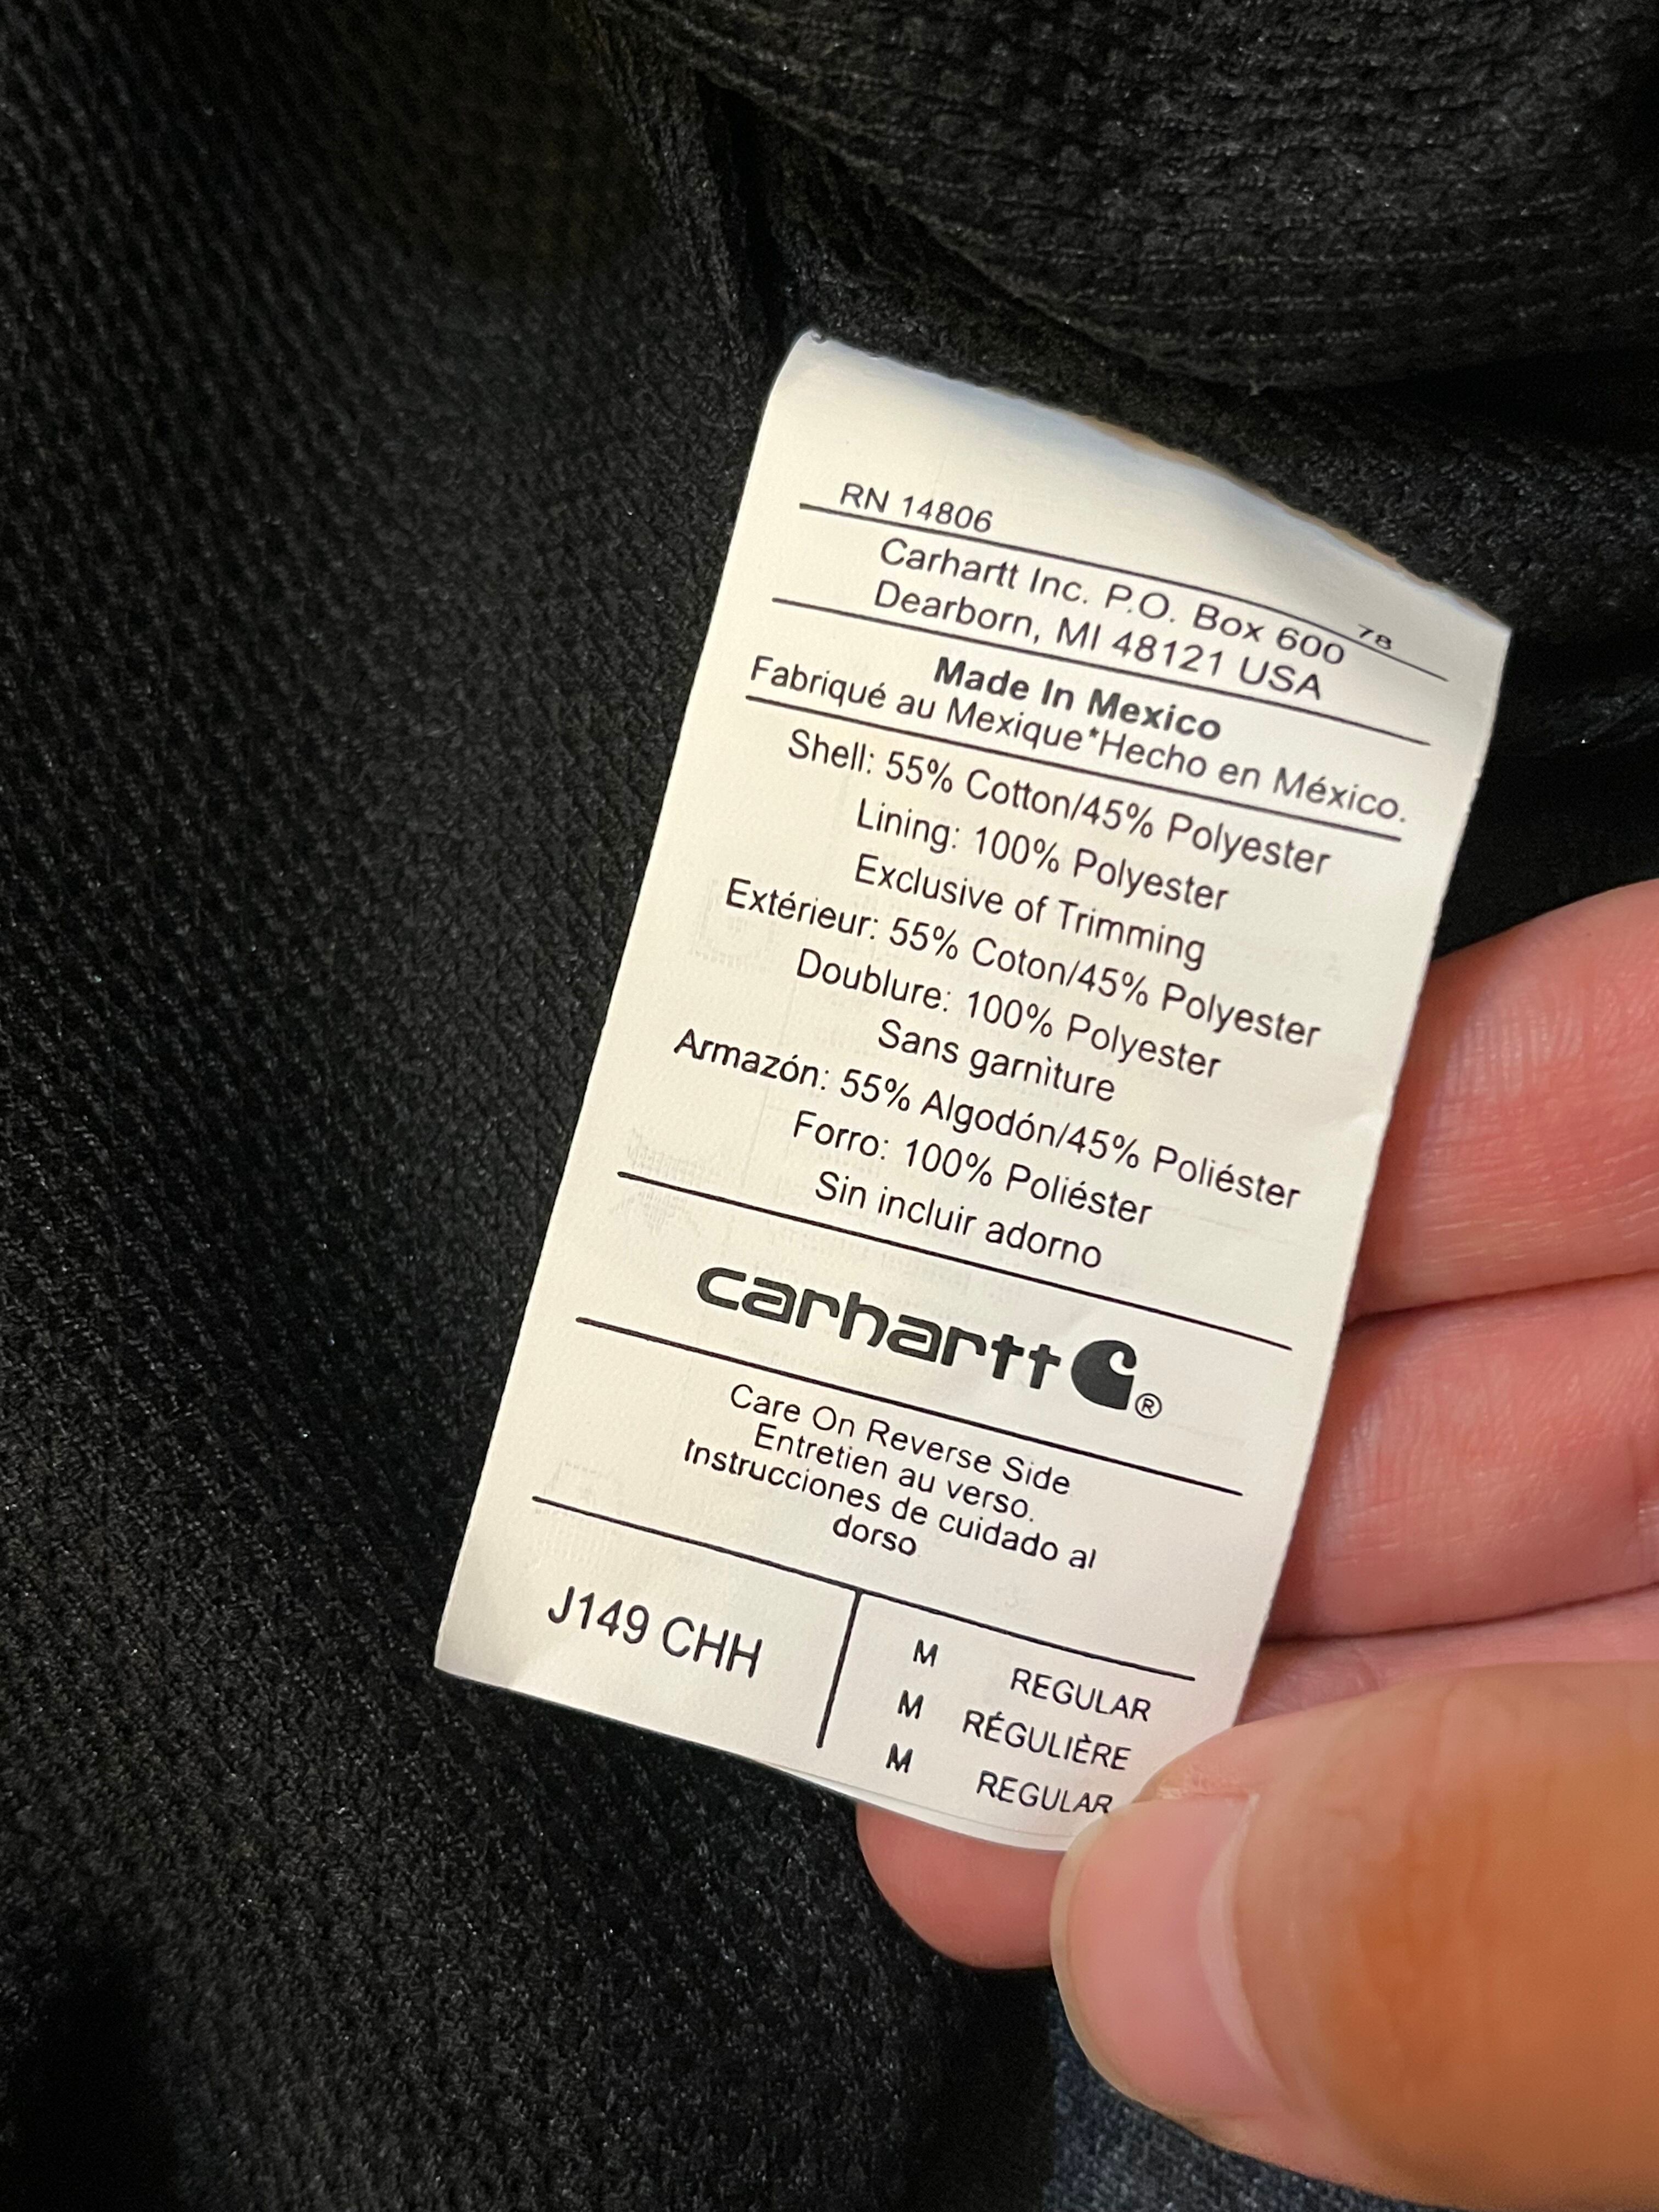 RN 14806
78
Carhartt Inc. P.O. Box 600
Dearborn, MI 48121 USA
Made In Mexico
Fabriqué au Mexique*Hecho en México.
Shell: 55% Cotton/45% Polyester
Lining: 100% Polyester
Exclusive of Trimming
Extérieur: 55% Coton/45% Polyester
Doublure: 100% Polyester
Sans garniture
Armazón: 55% Algodón/45% Poliéster
Forro: 100% Poliéster
Sin incluir adorno
carhartt ®
Care On Reverse Side
Entretien au verso.
Instrucciones de cuidado al
dorso
J149 CHH
M REGULAR
M RÉGULIÈRE
M REGULAR